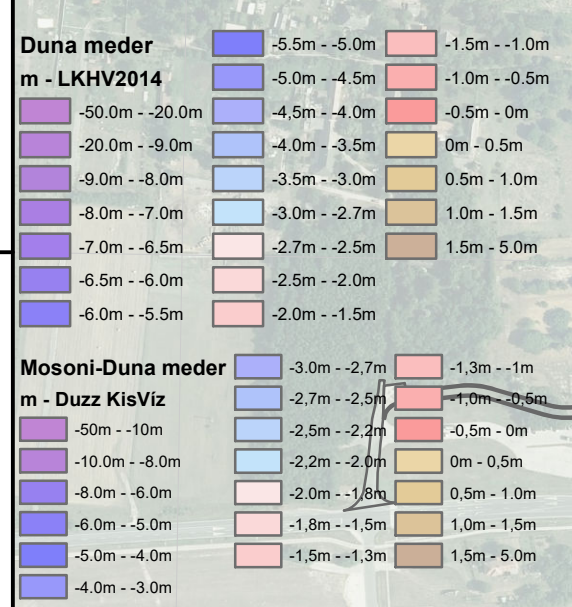 Duna meder
m - LKHV2014
-50.0m - -20.0m
-20.0m - -9.0m
-9.0m - -8.0m
-8.0m - -7.0m
-7.0m - -6.5m
-6.5m - -6.0m
-6.0m - -5.5m
-5.5m - -5.0m
-5.0m - -4.5m
-4,5m - -4.0m
-4.0m - -3.5m
-3.5m - -3.0m
-3.0m - -2.7m
-2.7m - -2.5m
-2.5m - -2.0m
-2.0m - -1.5m
-1.5m - -1.0m
-1.0m - -0.5m
-0.5m - 0m
0m - 0.5m
0.5m - 1.0m
1.0m - 1.5m
1.5m - 5.0m
Mosoni-Duna meder
m - Duzz KisVíz
-50m - -10m
-10.0m - -8.0m
-8.0m - -6.0m
-6.0m - -5.0m
-5.0m - -4.0m
-4.0m - -3.0m
-3.0m - -2,7m
-2,7m - -2,5m
-2,5m - -2,2m
-2,2m - -2.0m
-2.0m - -1,8m
-1,8m - -1,5m
-1,5m - -1,3m
-1,3m - -1m
-1,0m - -0,5m
-0,5m - 0m
0m - 0,5m
0,5m - 1.0m
1,0m - 1,5m
1,5m - 5.0m